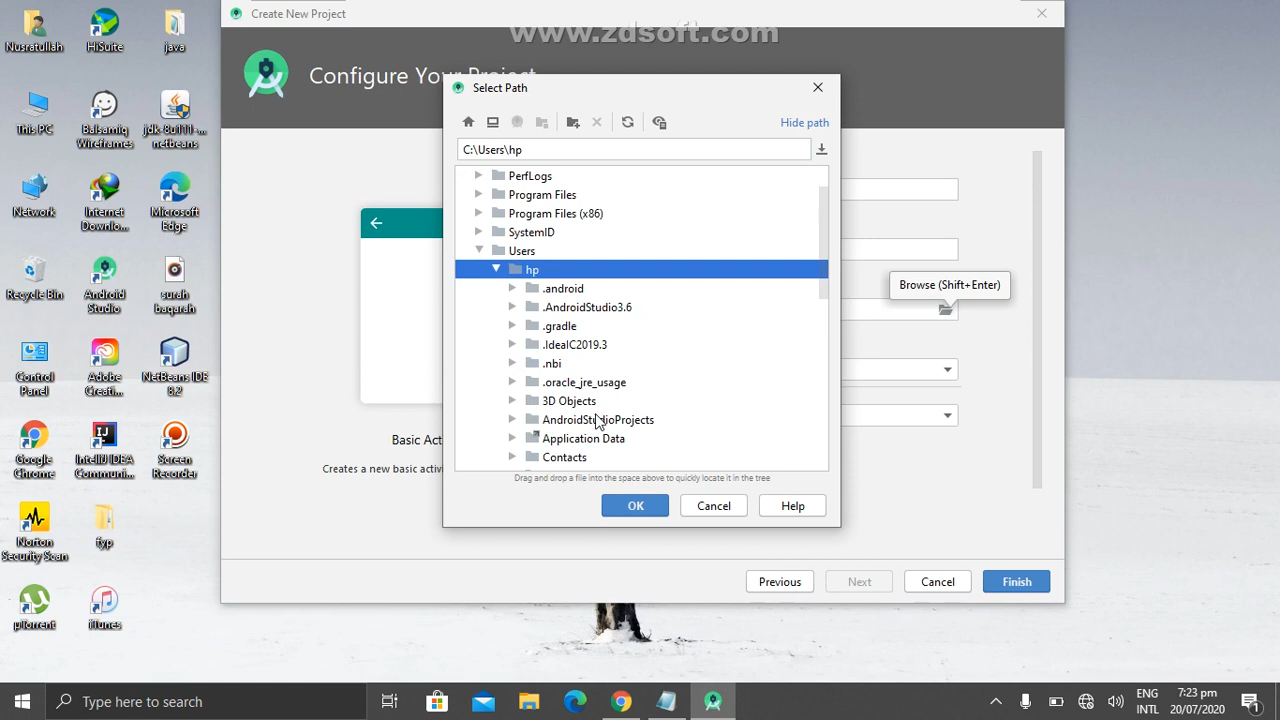 Create New Project
www.zdsoft.com
Configure Your Project
Select Path
Hide path
C:\Users\hp
PerfLogs
Program Files
Program Files (x86)
SystemID
Users
hp
.android
.AndroidStudio3.6
.gradle
.IdeaIC2019.3
.nbi
.oracle_jre_usage
3D Objects
AndroidStudioProjects
Application Data
Contacts
Drag and drop a file into the space above to quickly locate it in the tree
OK
Cancel
Help
Browse (Shift+Enter)
Basic Act
Creates a new basic activi
Previous
Next
Cancel
Finish
Nusratullah
HiSuite
java
This PC
Balsamiq
Wireframes
jdk-8u111-...
netbeans
Network
Internet
Downlo...
Microsoft
Edge
Recycle Bin
Android
Studio
surah
baqarah
Control
Panel
Adobe
Creati...
NetBeans IDE
8.2
Google
Chrome
IntelliJ IDEA
Communi...
Screen
Recorder
Norton
Security Scan
fyp
µTorrent
iTunes
Type here to search
ENG
INTL
7:23 pm
20/07/2020
1